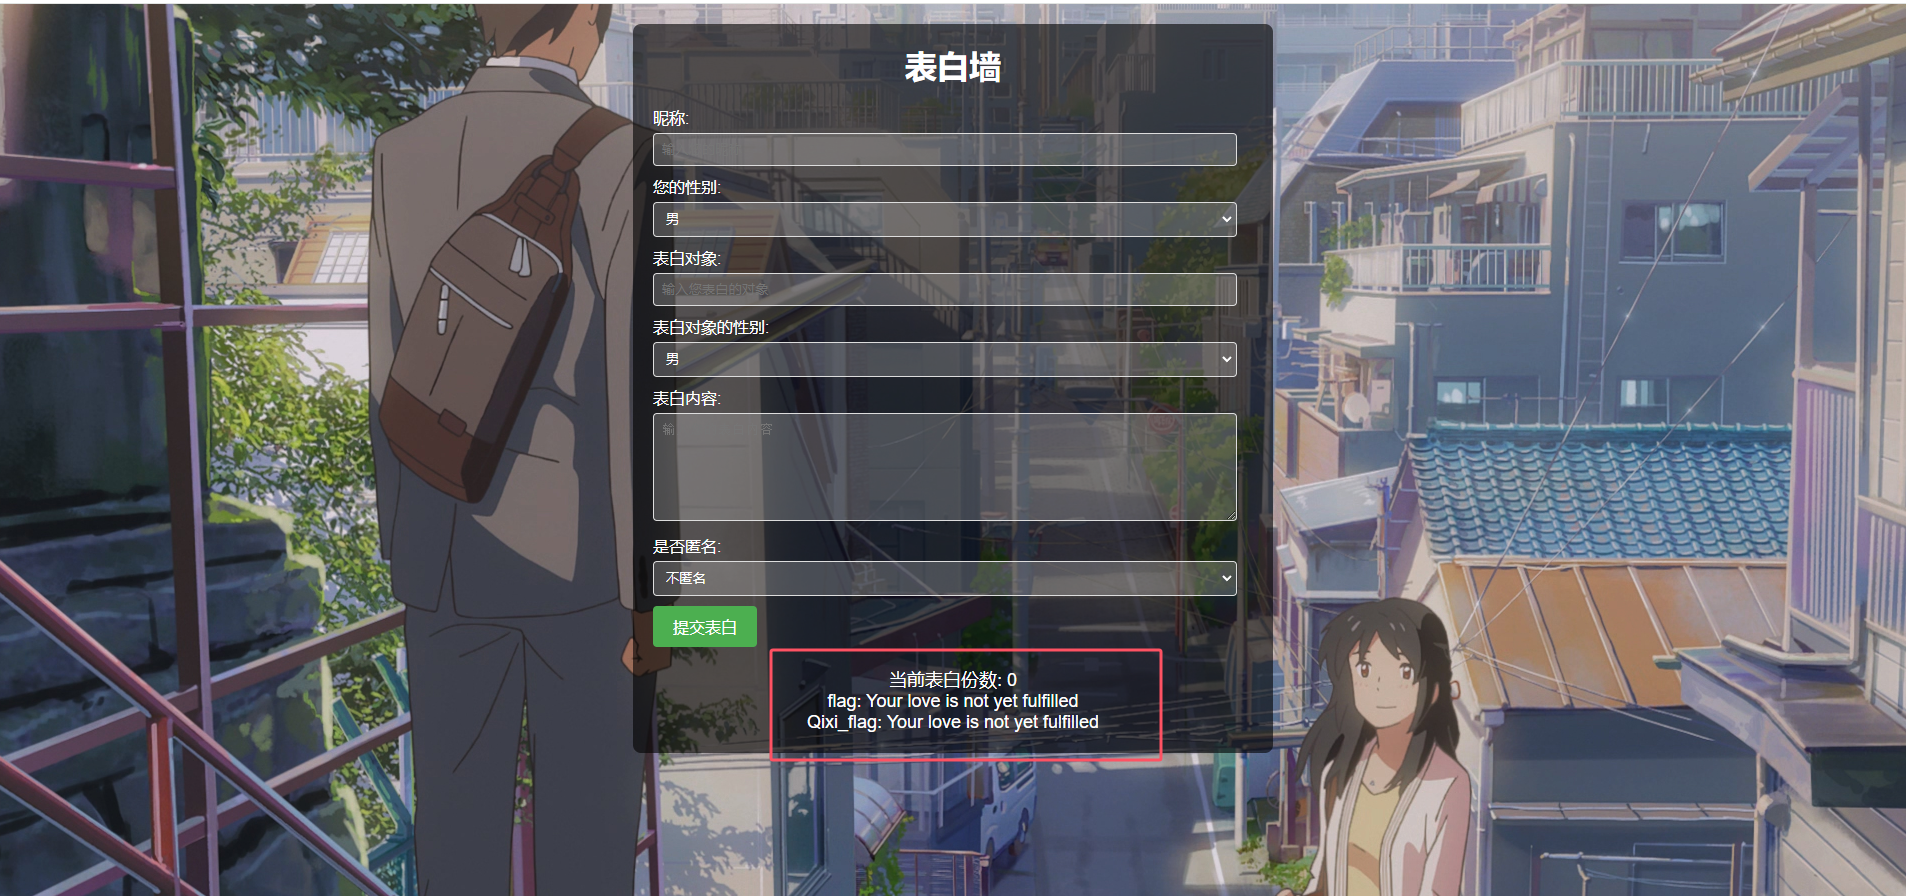 表白墙
昵称:
输
您的性别:
男
表白对象:
输入您表白的对象
表白对象的性别:
男
表白内容:
输 容
是否匿名:
不匿名
提交表白
当前表白份数: 0
flag: Your love is not yet fulfilled
Qixi_flag: Your love is not yet fulfilled